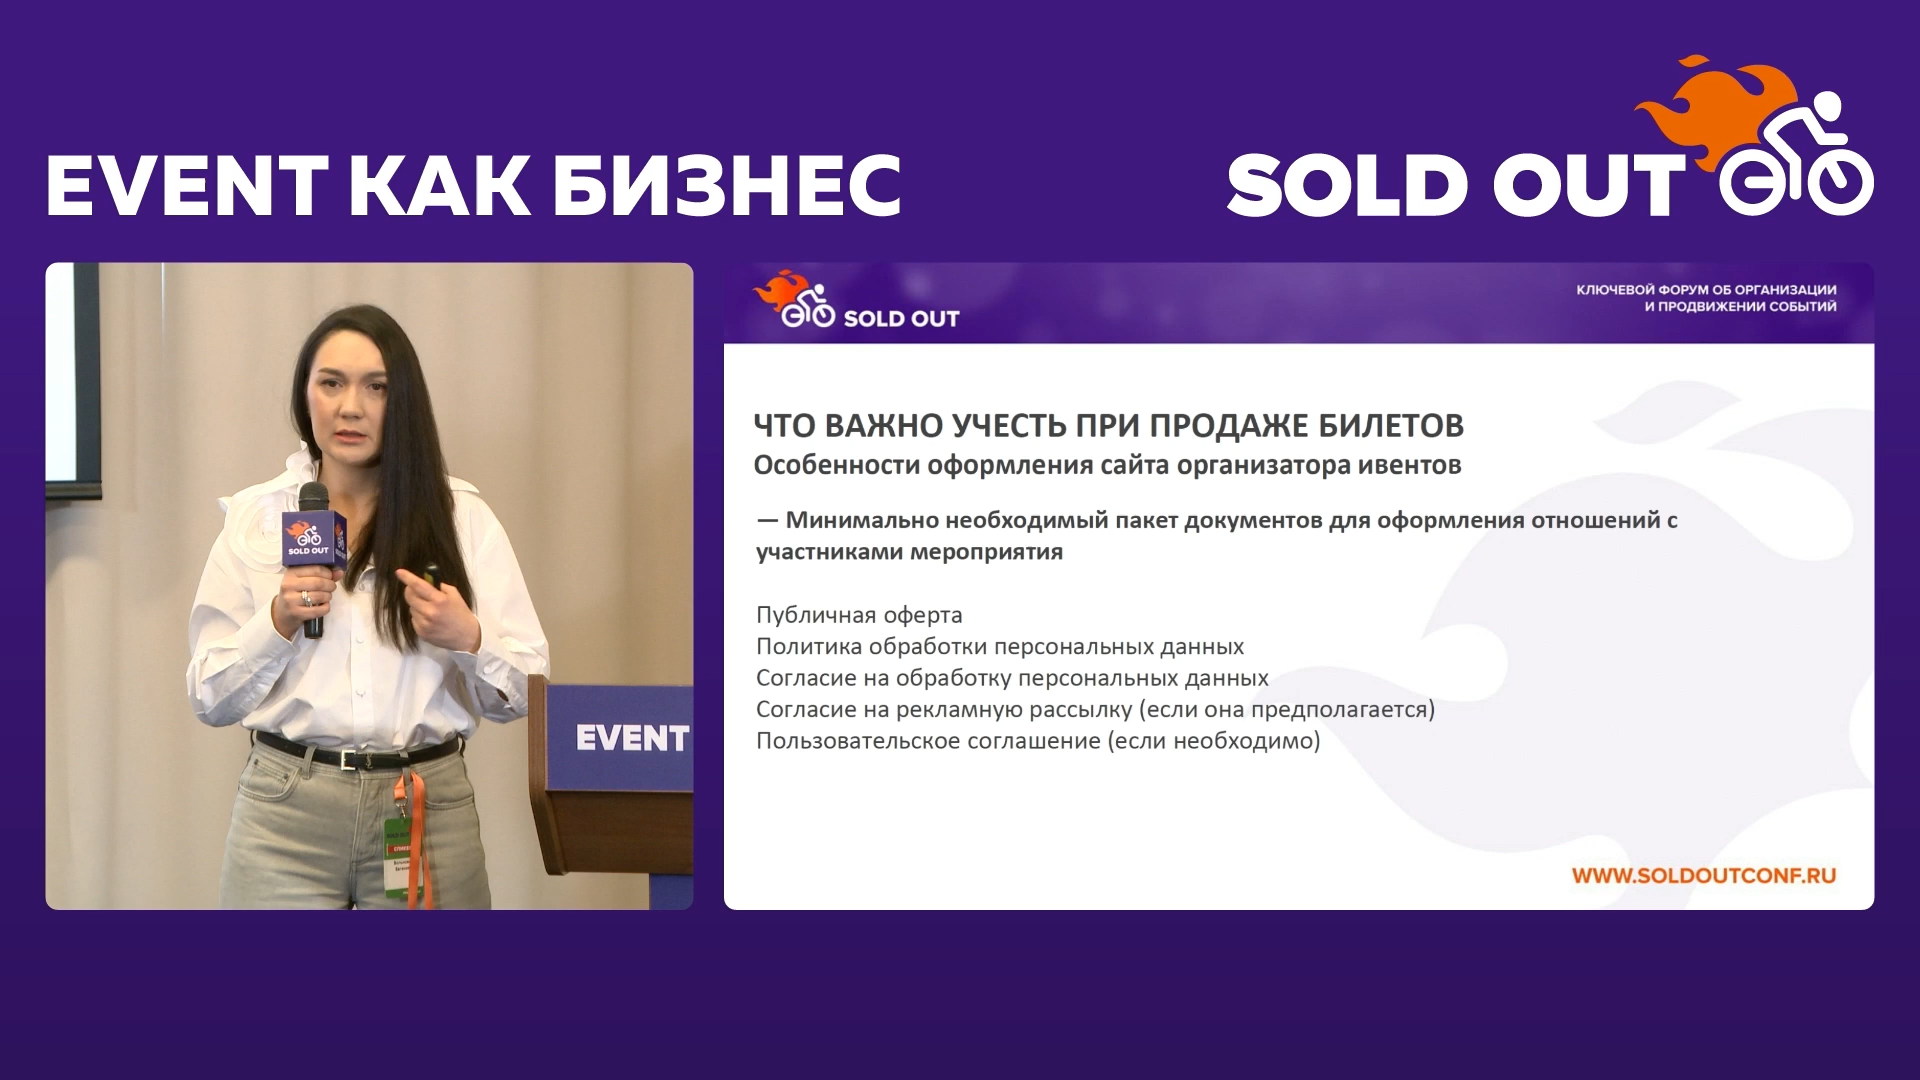 EVENT КАК БИЗНЕС
SOLD OUT
SOLD OUT
EVENT
SOLD OUT
КЛЮЧЕВОЙ ФОРУМ ОБ ОРГАНИЗАЦИИ
И ПРОДВИЖЕНИИ СОБЫТИЙ
ЧТО ВАЖНО УЧЕСТЬ ПРИ ПРОДАЖЕ БИЛЕТОВ
Особенности оформления сайта организатора ивентов
— Минимально необходимый пакет документов для оформления отношений с
участниками мероприятия
Публичная оферта
Политика обработки персональных данных
Согласие на обработку персональных данных
Согласие на рекламную рассылку (если она предполагается)
Пользовательское соглашение (если необходимо)
WWW.SOLDOUTCONF.RU